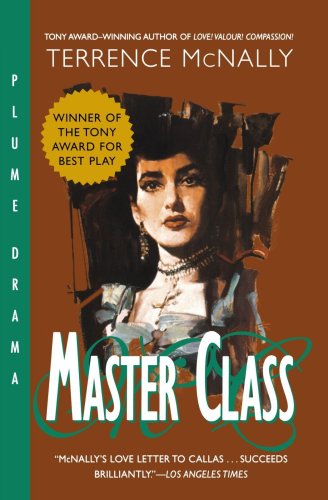 TONY AWARD–WINNING AUTHOR OF LOVE! VALOUR! COMPASSION!
TERRENCE McNALLY
PLUME DRAMA
WINNER OF
THE TONY
AWARD FOR
BEST PLAY
MASTER CLASS
“McNALLY'S LOVE LETTER TO CALLAS . . . SUCCEEDS
BRILLIANTLY.”—LOS ANGELES TIMES